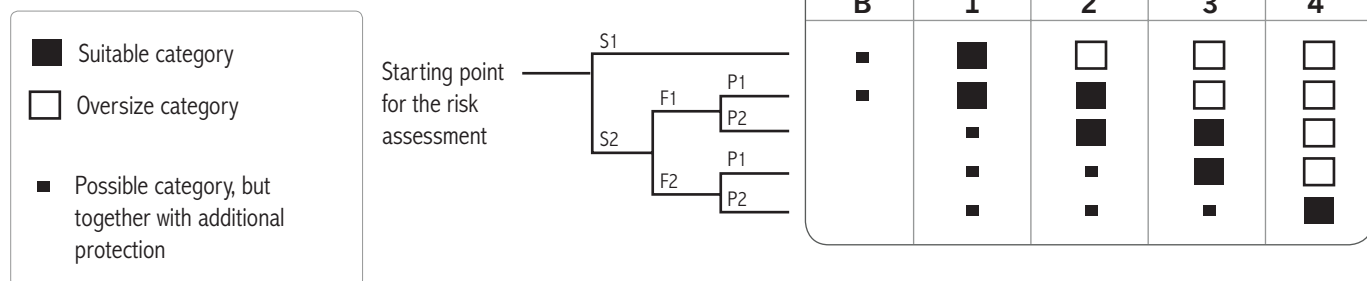 B 1 2 3 4
Suitable category
Oversize category
Possible category, but
together with additional
protection
Starting point
for the risk
assessment
S1
S2
F1
F2
P1
P2
P1
P2